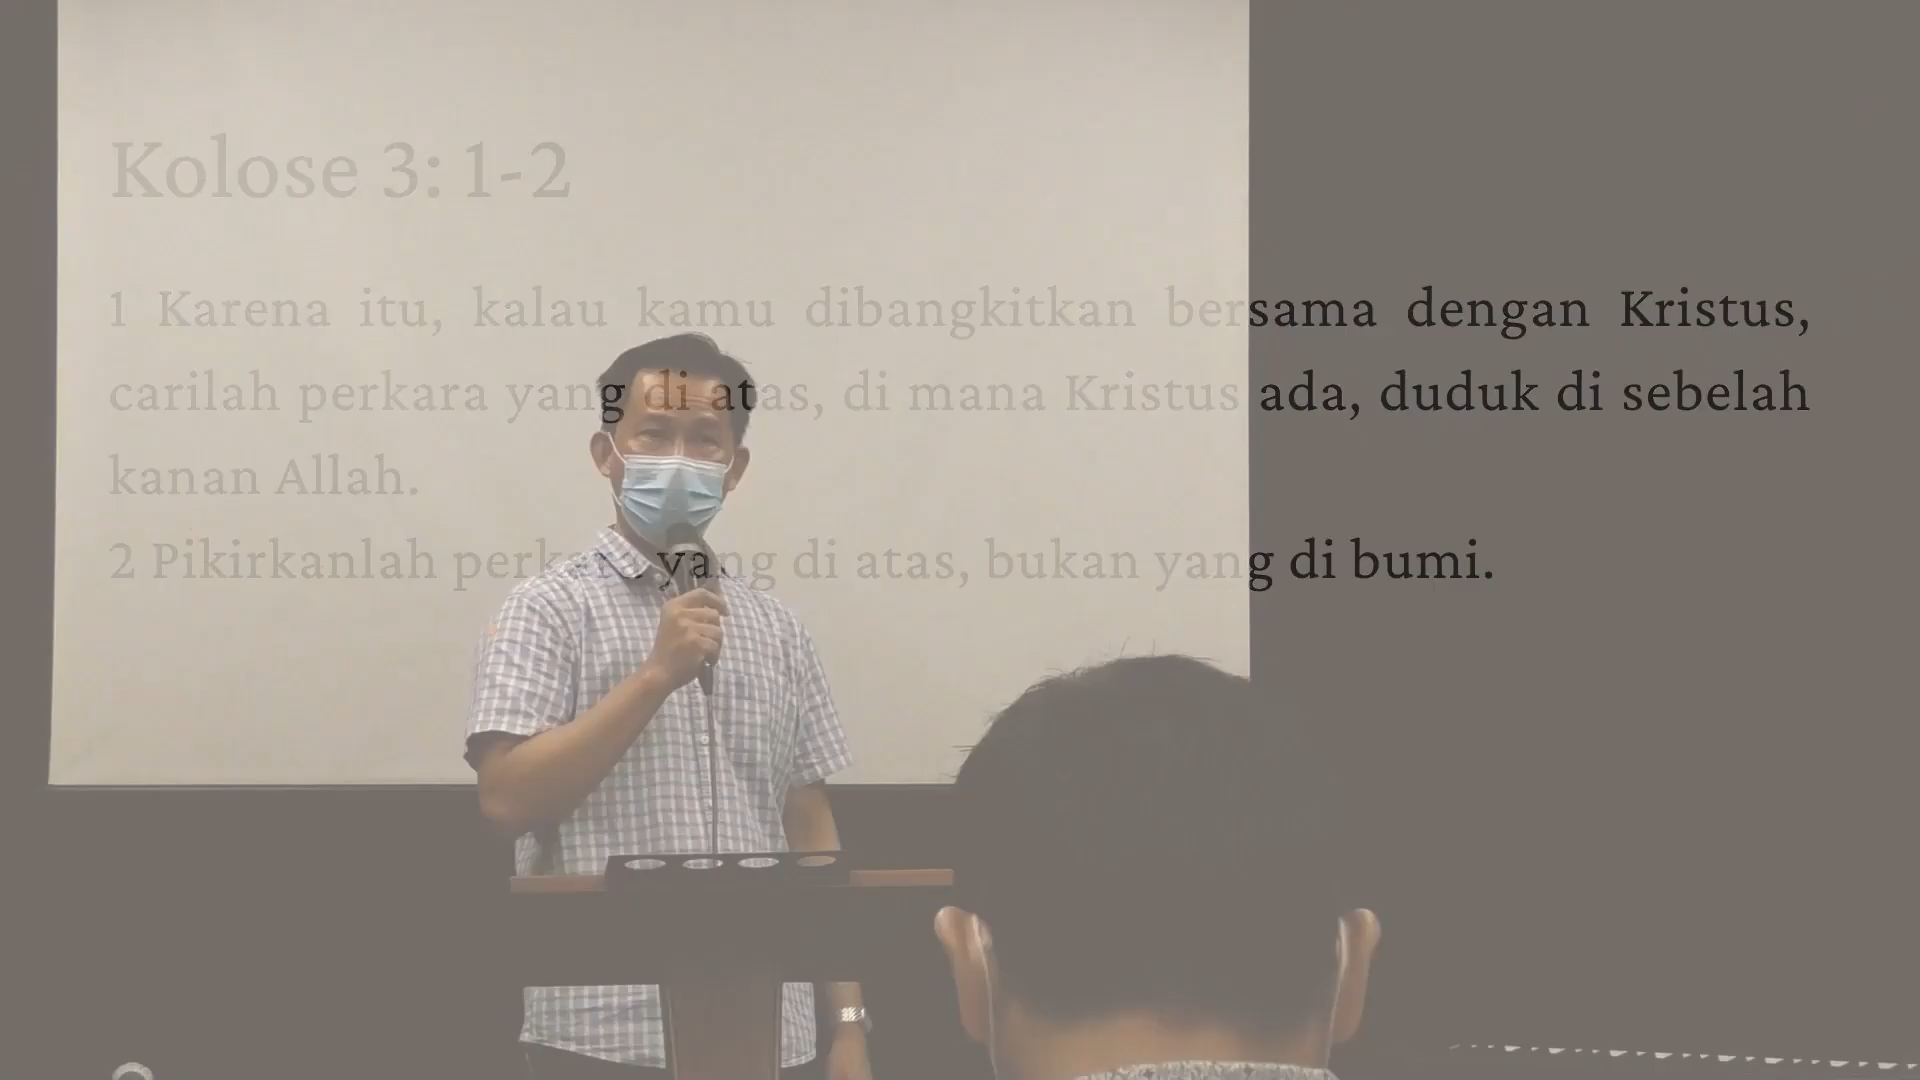 Kolose 3: 1-2
1 Karena itu, kalau kamu dibangkitkan bersama dengan Kristus,
carilah perkara yang di atas, di mana Kristus ada, duduk di sebelah
kanan Allah.
2 Pikirkanlah perkara yang di atas, bukan yang di bumi.